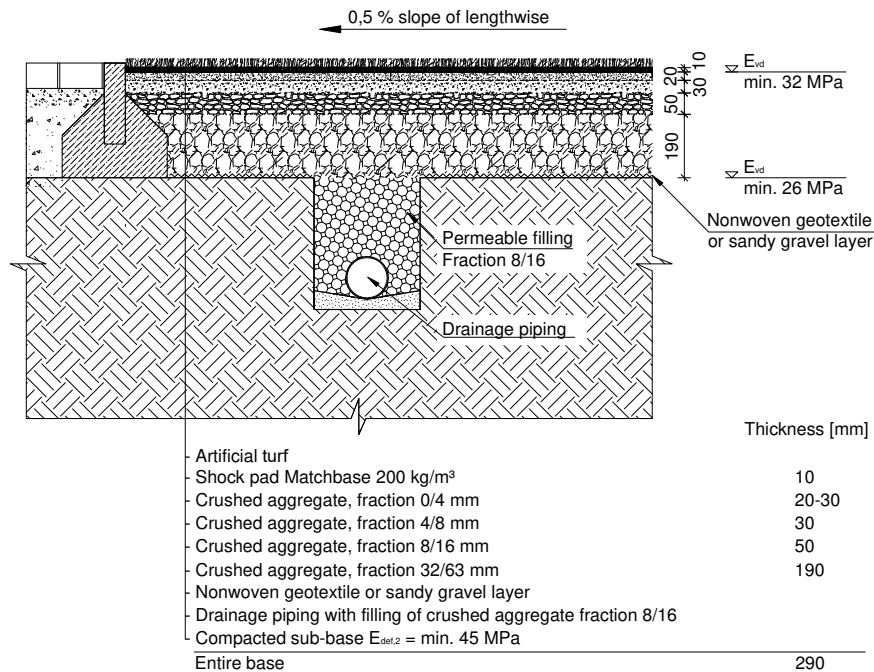 0,5 % slope of lengthwise
10
20
30
50
190
Evd
min. 32 MPa
Evd
min. 26 MPa
Nonwoven geotextile
or sandy gravel layer
Permeable filling
Fraction 8/16
Drainage piping
Thickness [mm]
Artificial turf
Shock pad Matchbase 200 kg/m³ 10
Crushed aggregate, fraction 0/4 mm 20-30
Crushed aggregate, fraction 4/8 mm 30
Crushed aggregate, fraction 8/16 mm 50
Crushed aggregate, fraction 32/63 mm 190
Nonwoven geotextile or sandy gravel layer
Drainage piping with filling of crushed aggregate fraction 8/16
Compacted sub-base Edef,2 = min. 45 MPa
Entire base 290